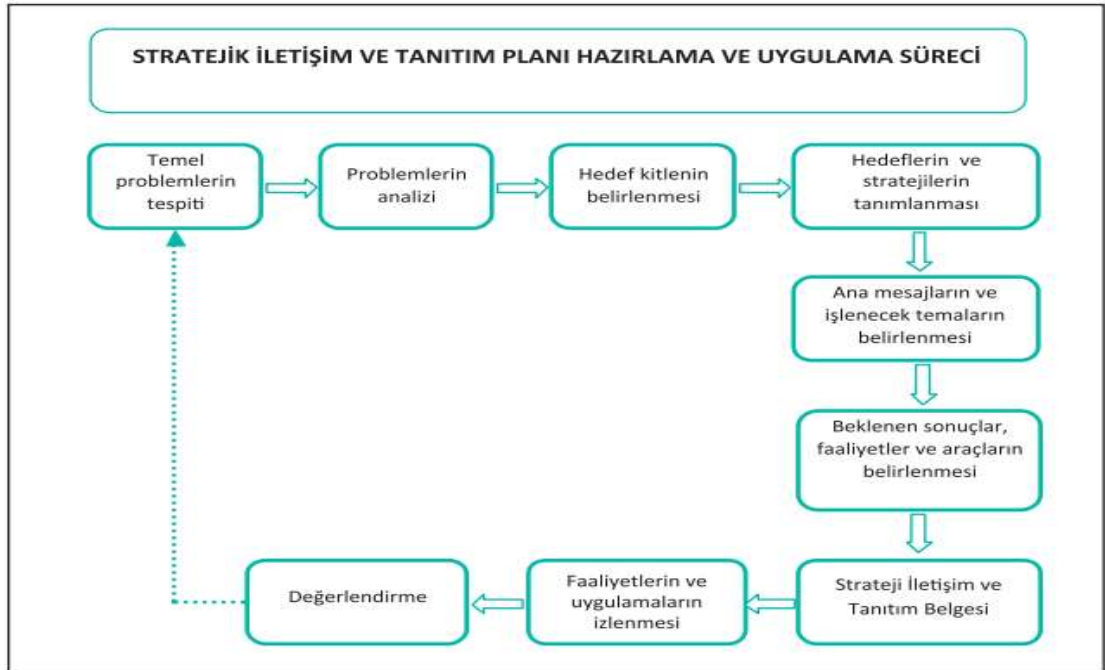 STRATEJİK İLETİŞİM VE TANITIM PLANI HAZIRLAMA VE UYGULAMA SÜRECİ
Temel
problemlerin
tespiti
Problemlerin
analizi
Hedef kitlenin
belirlenmesi
Hedeflerin ve
stratejilerin
tanımlanması
Ana mesajların ve
işlenecek temaların
belirlenmesi
Beklenen sonuçlar,
faaliyetler ve araçların
belirlenmesi
Strateji İletişim ve
Tanıtım Belgesi
Faaliyetlerin ve
uygulamaların
izlenmesi
Değerlendirme